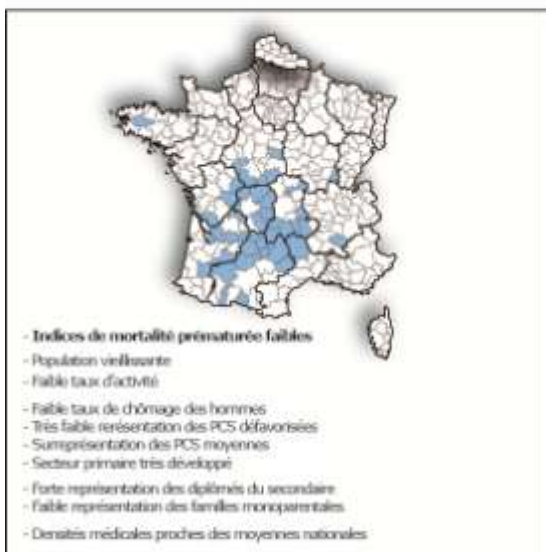 - Indices de mortalité prématurée faibles
- Population vieillissante
- Faible taux d'activité
- Faible taux de chômage des hommes
- Très faible rerésentation des PCS défavorisées
- Surreprésentation des PCS moyennes
- Secteur primaire très développé
- Forte représentation des diplômés du secondaire
- Faible représentation des familles monoparentales
- Densités médicales proches des moyennes nationales